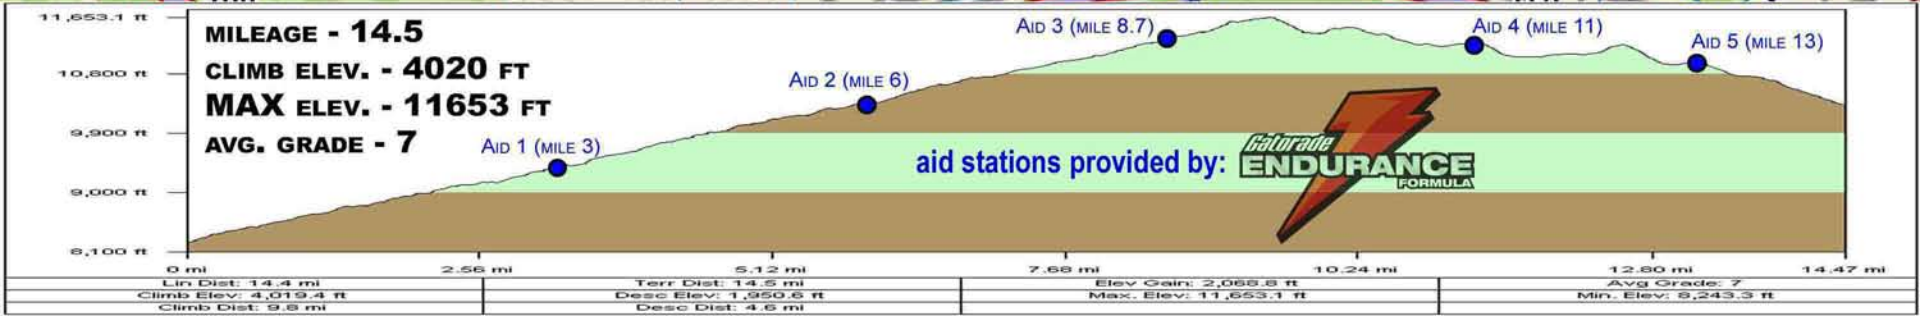 11,653.1 ft
MILEAGE - 14.5
AID 3 (MILE 8.7)
AID 4 (MILE 11)
AID 5 (MILE 13)
10,800 ft
CLIMB ELEV. - 4020 FT
AID 2 (MILE 6)
MAX ELEV. - 11653 FT
9,900 ft
AVG. GRADE - 7
AID 1 (MILE 3)
aid stations provided by:
Gatorade
ENDURANCE
FORMULA
9,000 ft
8,100 ft
0 mi
2.56 mi
5.12 mi
7.68 mi
10.24 mi
12.80 mi
14.47 mi
Lin Dist: 14.4 mi
Terr Dist: 14.5 mi
Elev Gain: 2,068.8 ft
Avg Grade: 7
Climb Elev: 4,019.4 ft
Desc Elev: 1,950.6 ft
Max. Elev: 11,653.1 ft
Min. Elev: 8,243.3 ft
Climb Dist: 9.8 mi
Desc Dist: 4.6 mi